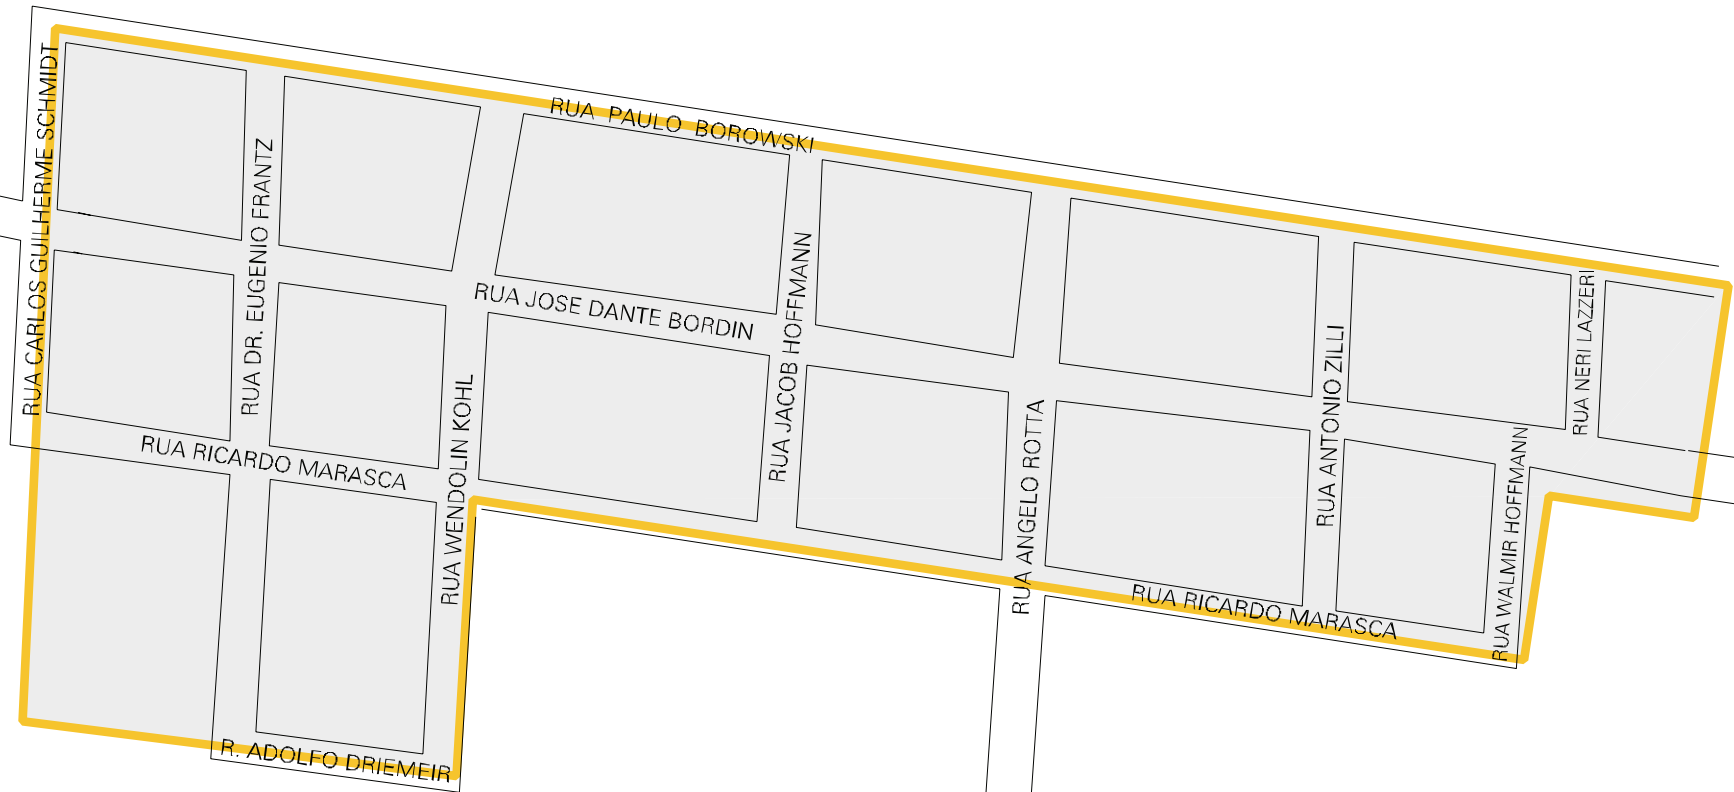 RUA CARLOS GUILHERME SCHMIDT
RUA DR. EUGENIO FRANTZ
RUA PAULO BOROWSKI
RUA JOSE DANTE BORDIN
RUA JACOB HOFFMANN
RUA RICARDO MARASCA
RUA WENDOLIN KOHL
RUA ANGELO ROTTA
RUA ANTONIO ZILLI
RUA NERI LAZZERI
RUA WALMIR HOFFMANN
RUA RICARDO MARASCA
R. ADOLFO DRIEMEIR